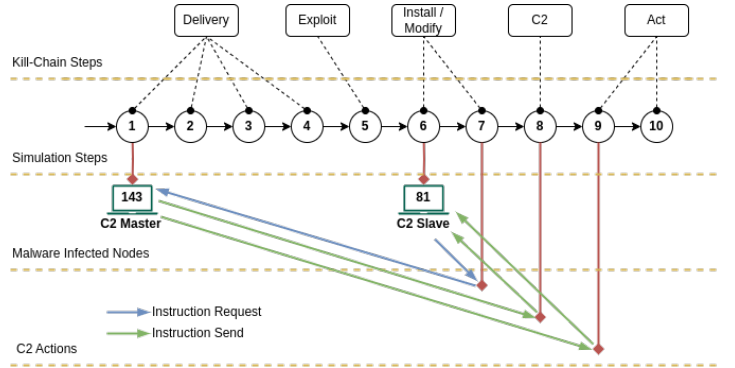 Delivery
Exploit
Install /
Modify
C2
Act
Kill-Chain Steps
1 2 3 4 5 6 7 8 9 10
Simulation Steps
143 81
C2 Master C2 Slave
Malware Infected Nodes
Instruction Request
Instruction Send
C2 Actions